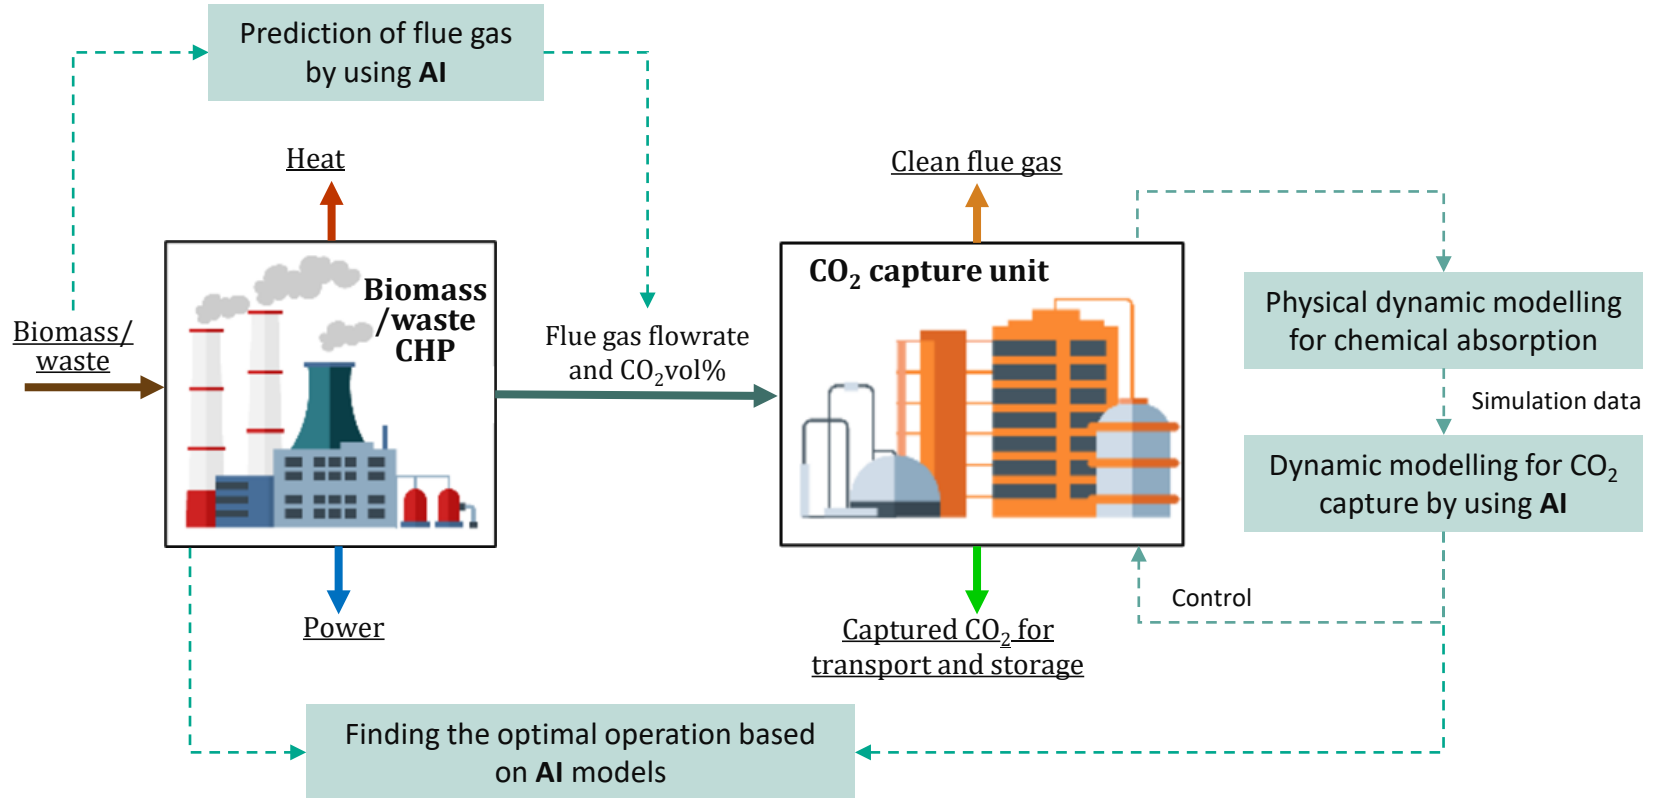 Prediction of flue gas
by using AI
Heat
Clean flue gas
Biomass
/waste
CHP
CO₂ capture unit
Physical dynamic modelling
for chemical absorption
Biomass/
waste
Flue gas flowrate
and CO₂vol%
Simulation data
Dynamic modelling for CO₂
capture by using AI
Control
Power
Captured CO₂ for
transport and storage
Finding the optimal operation based
on AI models